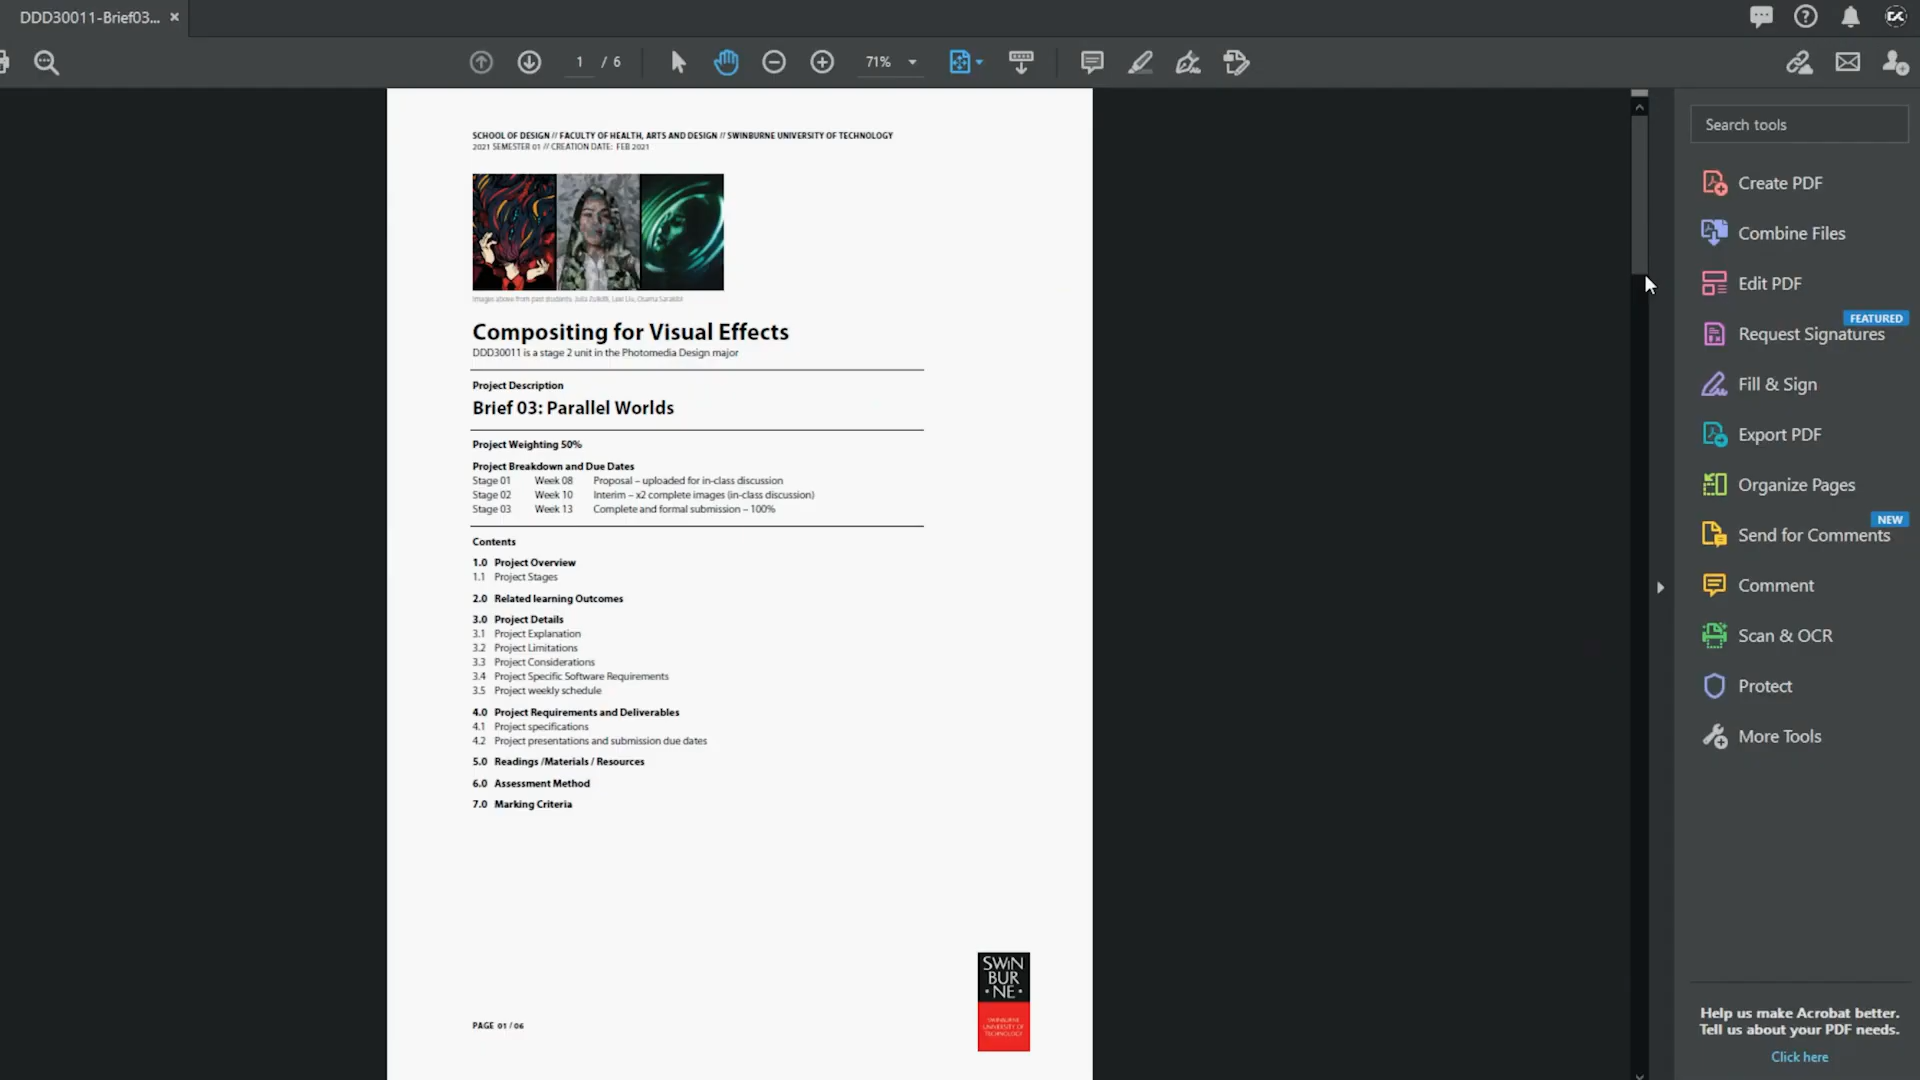 DDD30011-Brief03...
1 / 6
71%
SCHOOL OF DESIGN // FACULTY OF HEALTH, ARTS AND DESIGN // SWINBURNE UNIVERSITY OF TECHNOLOGY
2021 SEMESTER 01 // CREATION DATE: FEB 2021
Images above from past students: Julia Zulkifli, Laxi Liu, Osama Sarakibi
Compositing for Visual Effects
DDD30011 is a stage 2 unit in the Photomedia Design major
Project Description
Brief 03: Parallel Worlds
Project Weighting 50%
Project Breakdown and Due Dates
Stage 01 Week 08 Proposal – uploaded for in-class discussion
Stage 02 Week 10 Interim – x2 complete images (in-class discussion)
Stage 03 Week 13 Complete and formal submission – 100%
Contents
1.0 Project Overview
1.1 Project Stages
2.0 Related learning Outcomes
3.0 Project Details
3.1 Project Explanation
3.2 Project Limitations
3.3 Project Considerations
3.4 Project Specific Software Requirements
3.5 Project weekly schedule
4.0 Project Requirements and Deliverables
4.1 Project specifications
4.2 Project presentations and submission due dates
5.0 Readings /Materials / Resources
6.0 Assessment Method
7.0 Marking Criteria
SWIN
BUR
• NE •
SWINBURNE
UNIVERSITY OF
TECHNOLOGY
PAGE 01 / 06
Search tools
Create PDF
Combine Files
Edit PDF
FEATURED
Request Signatures
Fill & Sign
Export PDF
Organize Pages
NEW
Send for Comments
Comment
Scan & OCR
Protect
More Tools
Help us make Acrobat better.
Tell us about your PDF needs.
Click here